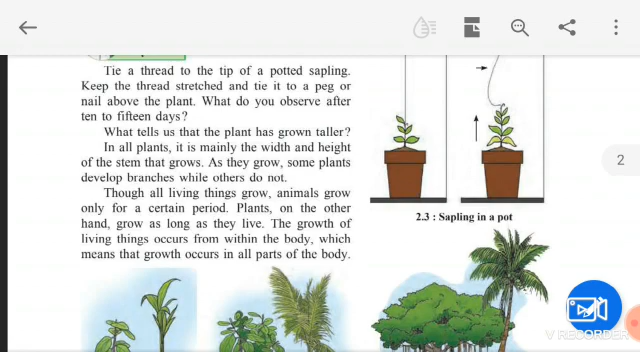 Tie a thread to the tip of a potted sapling.
Keep the thread stretched and tie it to a peg or
nail above the plant. What do you observe after
ten to fifteen days?
What tells us that the plant has grown taller?
In all plants, it is mainly the width and height
of the stem that grows. As they grow, some plants
develop branches while others do not.
Though all living things grow, animals grow
only for a certain period. Plants, on the other
hand, grow as long as they live. The growth of
living things occurs from within the body, which
means that growth occurs in all parts of the body.
2.3 : Sapling in a pot
2
V RECORDER